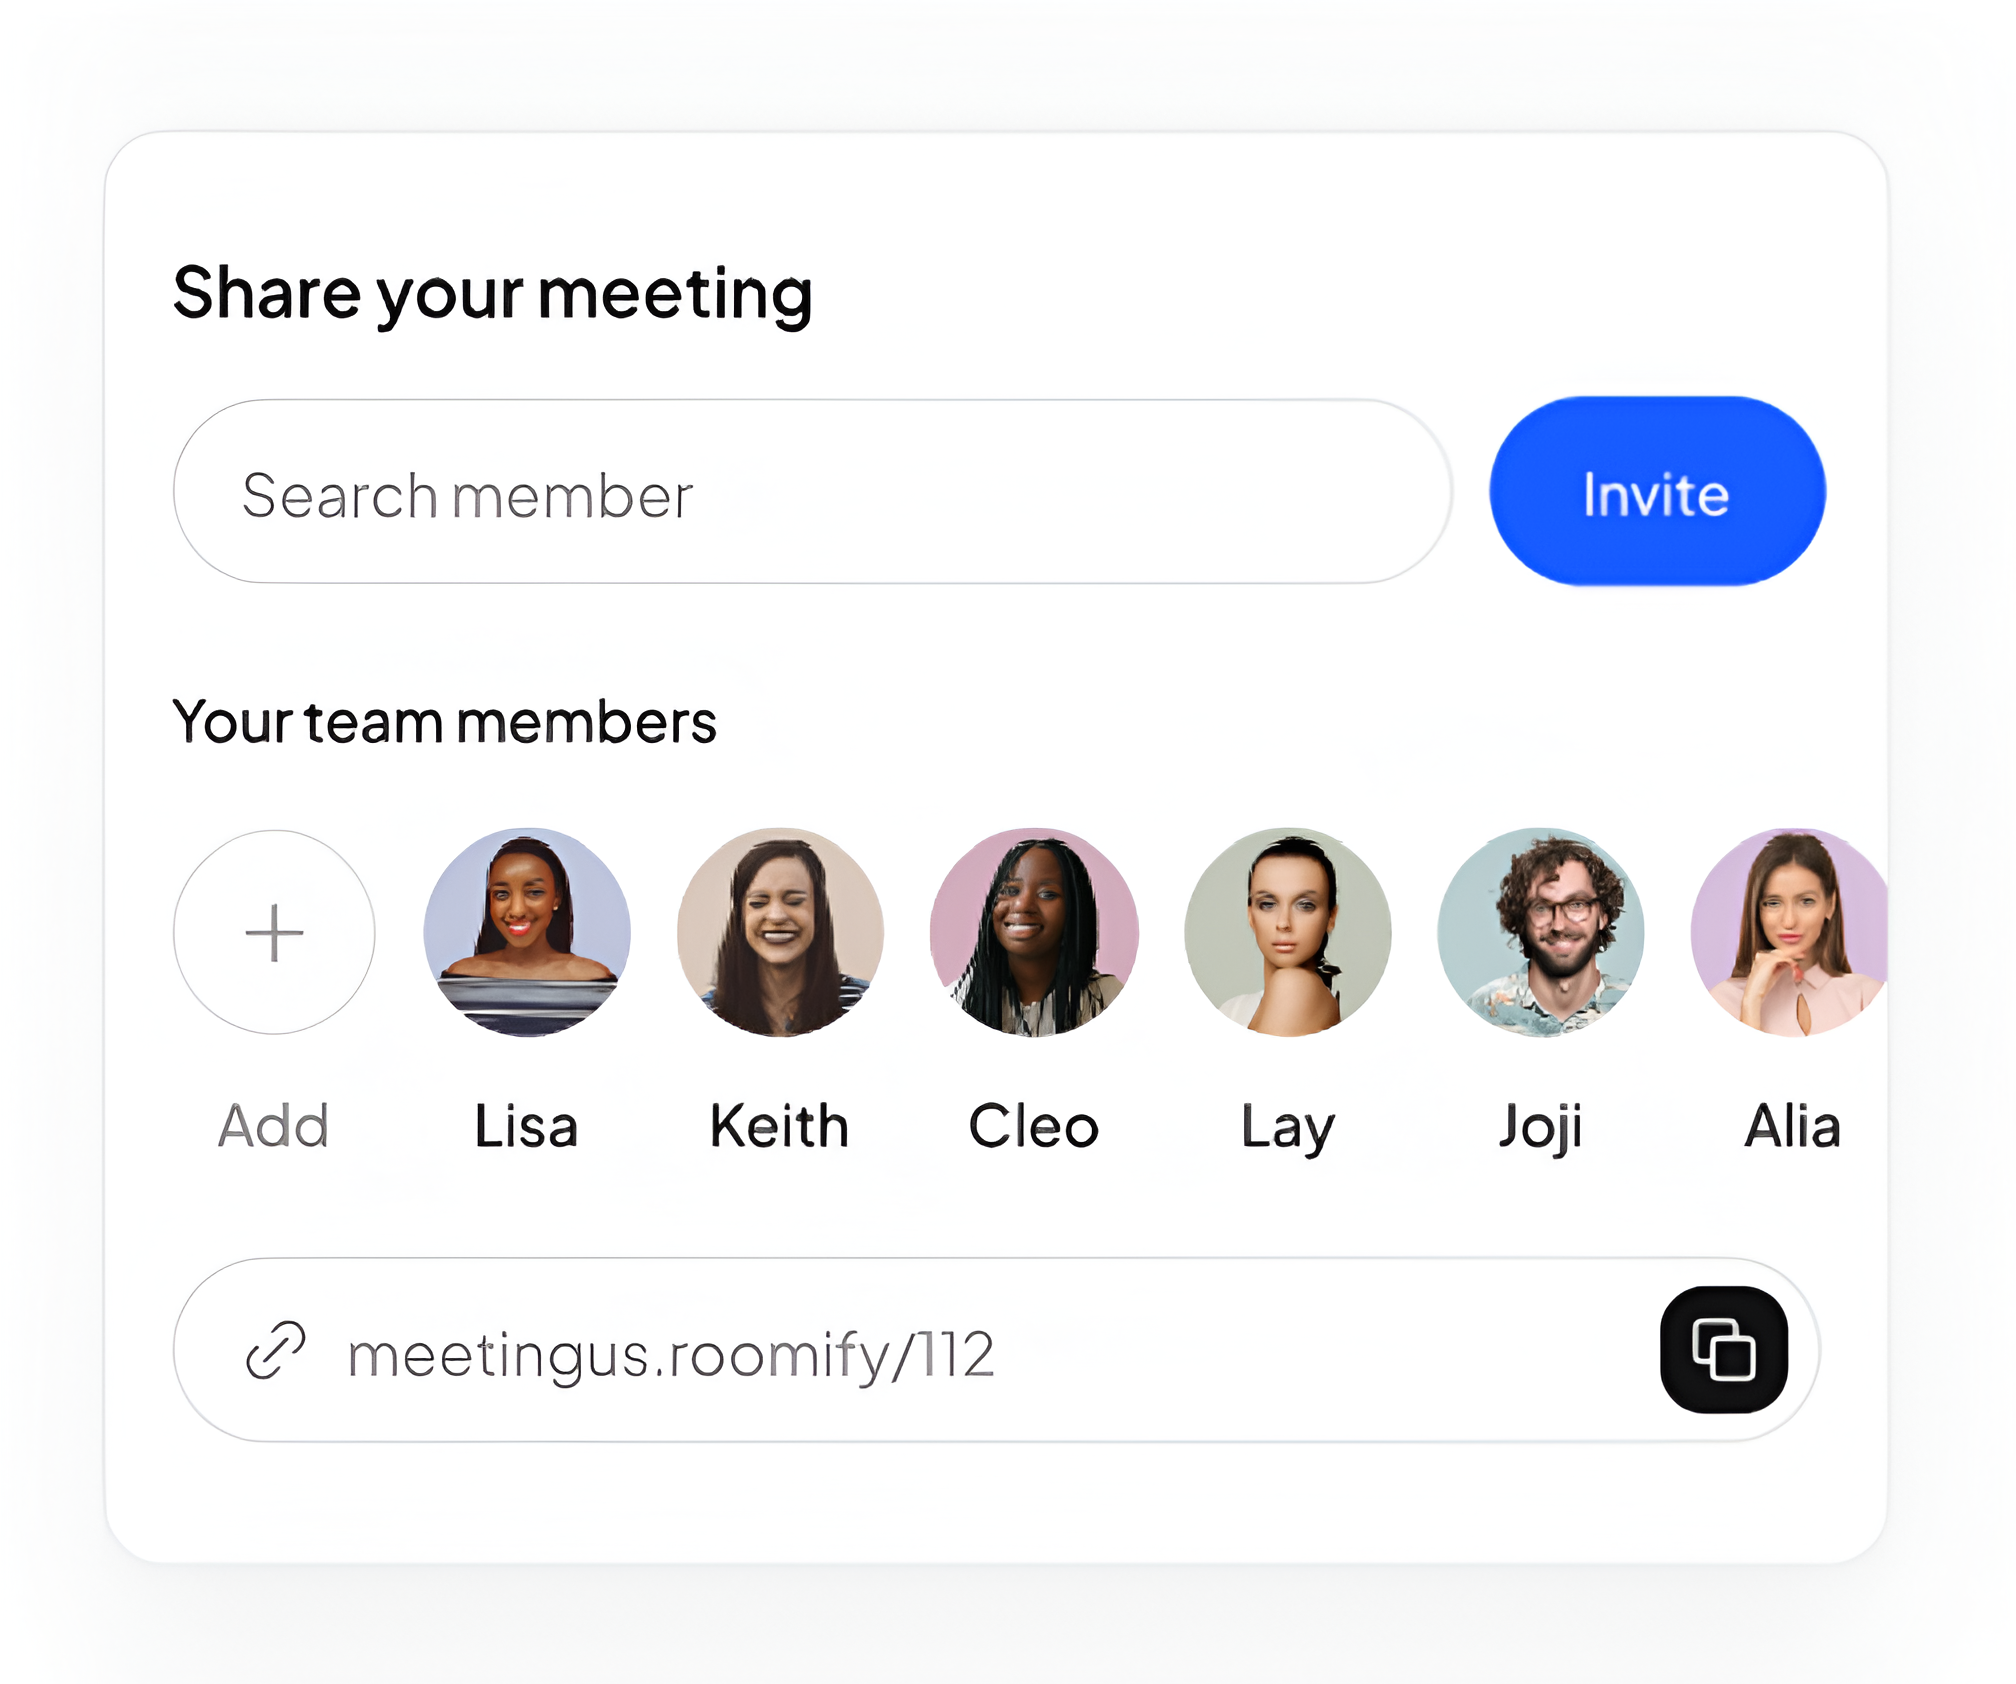 Share your meeting
Search member
Invite
Your team members
Add Lisa Keith Cleo Lay Joji Alia
meetingus.roomify/112